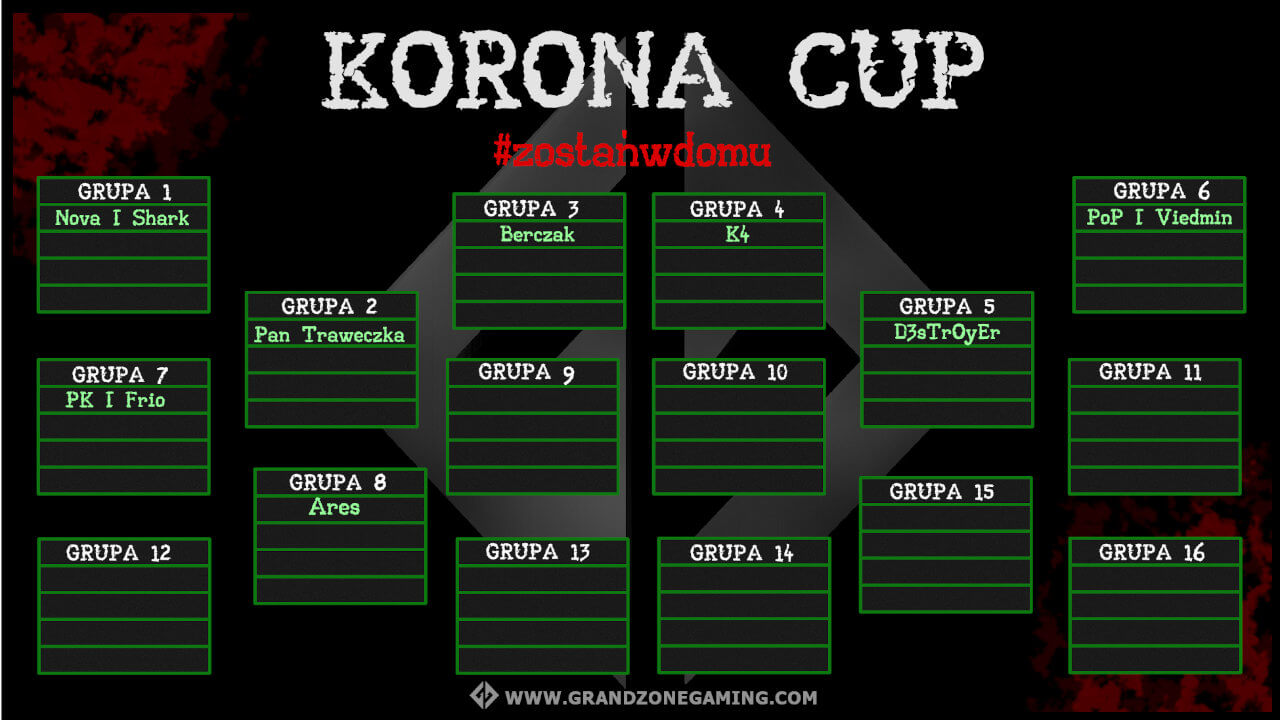 KORONA CUP
#zostańwdomu
GRUPA 1
Nova I Shark
GRUPA 2
Pan Traweczka
GRUPA 3
Berczak
GRUPA 4
K4
GRUPA 5
D3sTrOyEr
GRUPA 6
PoP I Viedmin
GRUPA 7
PK I Frio
GRUPA 8
Ares
GRUPA 9
GRUPA 10
GRUPA 11
GRUPA 12
GRUPA 13
GRUPA 14
GRUPA 15
GRUPA 16
WWW.GRANDZONEGAMING.COM